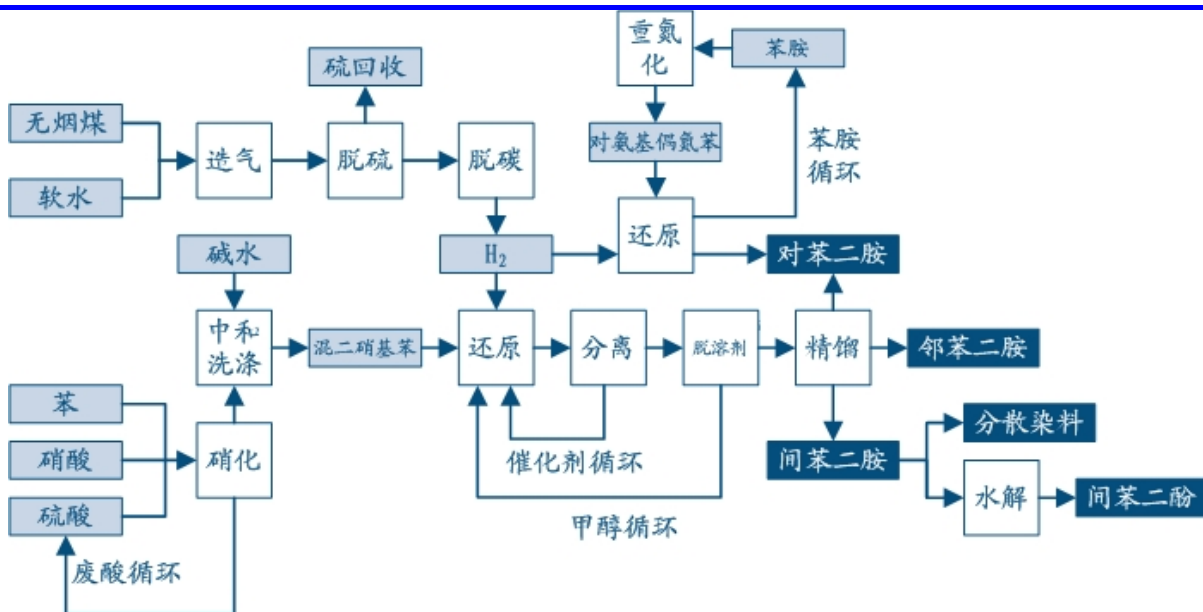 重氮
化
苯胺
硫回收
无烟煤
造气
脱硫
脱碳
对氨基偶氮苯
苯胺
循环
软水
还原
碱水
H₂
对苯二胺
中和
洗涤
混二硝基苯
还原
分离
脱溶剂
精馏
邻苯二胺
苯
硝酸
硝化
催化剂循环
间苯二胺
分散染料
水解
间苯二酚
硫酸
甲醇循环
废酸循环